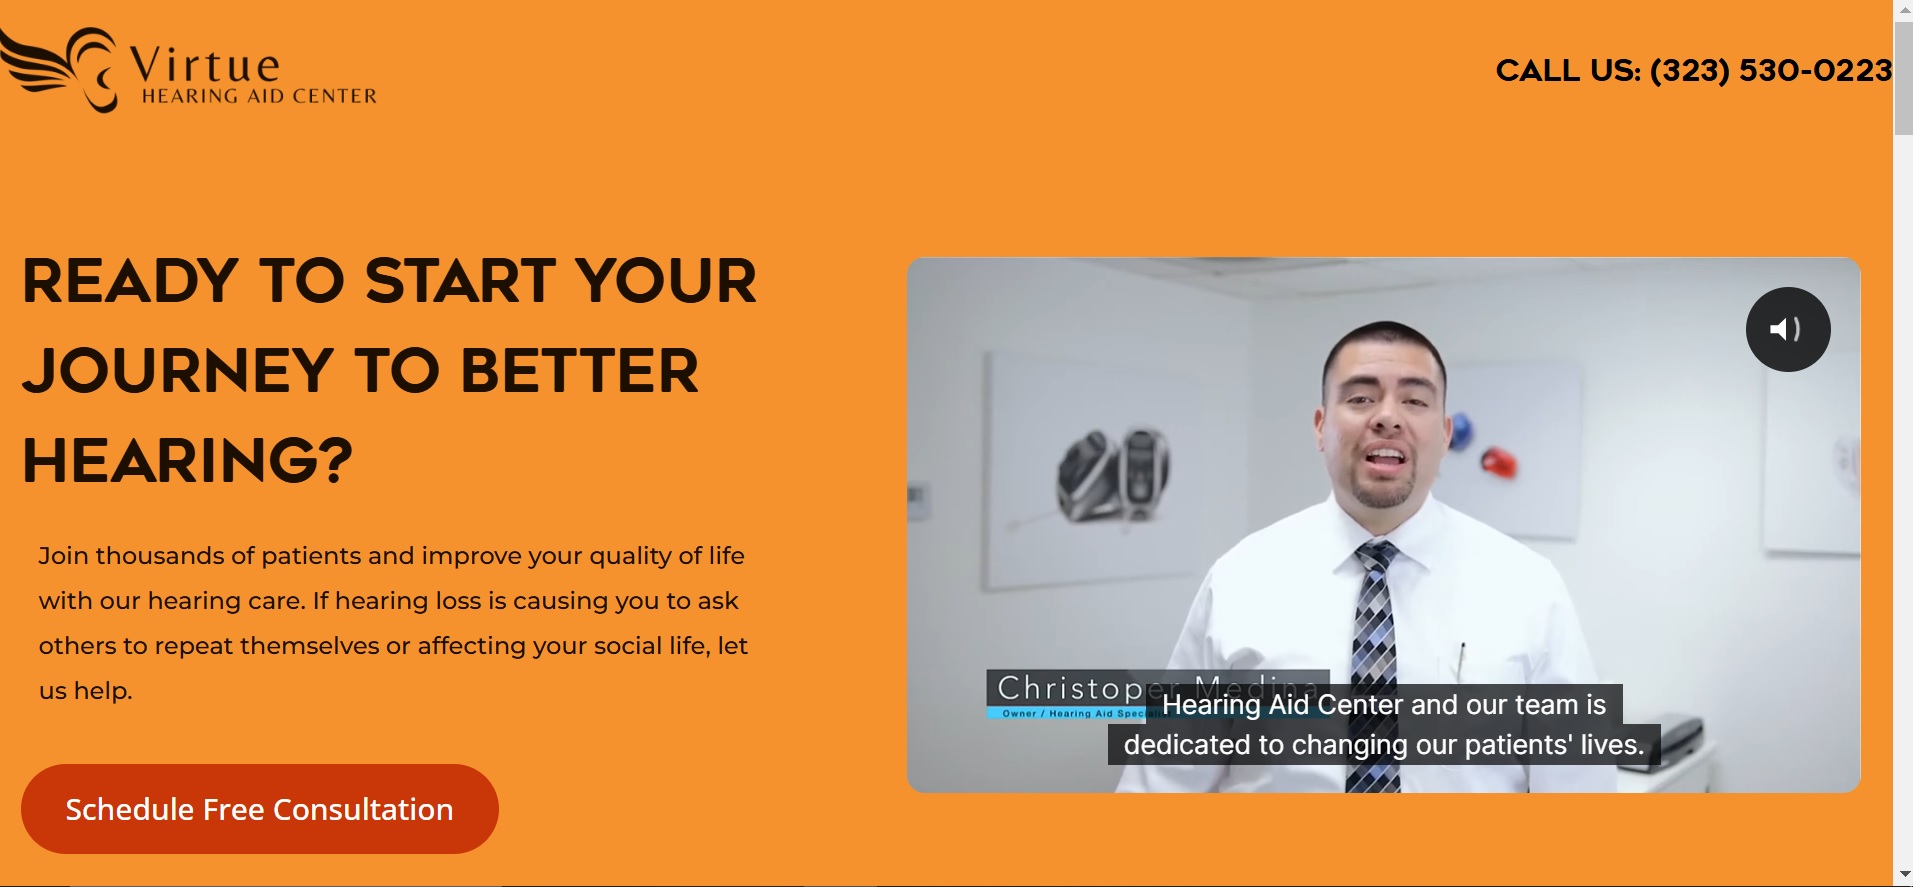 Virtue
HEARING AID CENTER
CALL US: (323) 530-0223
READY TO START YOUR
JOURNEY TO BETTER
HEARING?
Join thousands of patients and improve your quality of life
with our hearing care. If hearing loss is causing you to ask
others to repeat themselves or affecting your social life, let
us help.
Schedule Free Consultation
Christoper Medina
Owner / Hearing Aid Specialist
Hearing Aid Center and our team is
dedicated to changing our patients' lives.